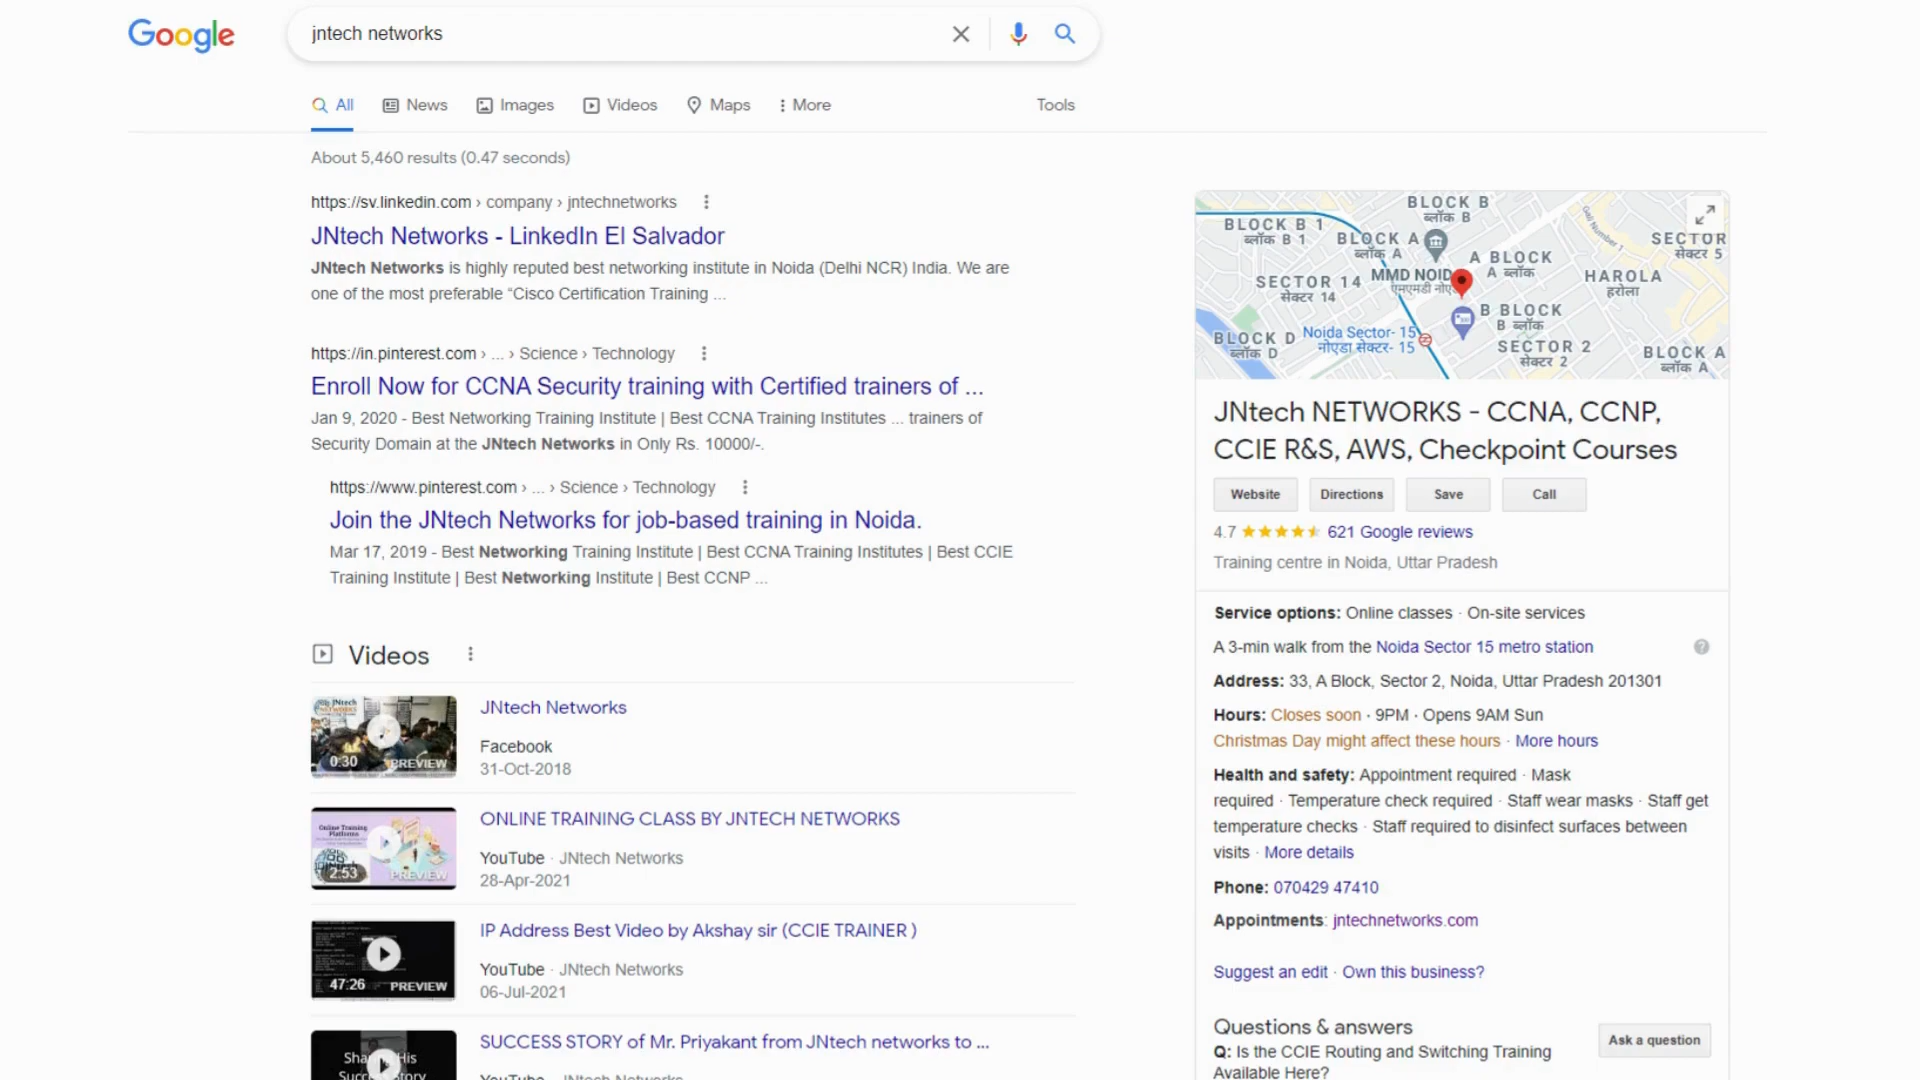 Google
jntech networks
All News Images Videos Maps More Tools
About 5,460 results (0.47 seconds)
https://sv.linkedin.com › company › jntechnetworks
JNtech Networks - LinkedIn El Salvador
JNtech Networks is highly reputed best networking institute in Noida (Delhi NCR) India. We are
one of the most preferable “Cisco Certification Training ...
https://in.pinterest.com › ... › Science › Technology
Enroll Now for CCNA Security training with Certified trainers of ...
Jan 9, 2020 - Best Networking Training Institute | Best CCNA Training Institutes ... trainers of
Security Domain at the JNtech Networks in Only Rs. 10000/-.
https://www.pinterest.com › ... › Science › Technology
Join the JNtech Networks for job-based training in Noida.
Mar 17, 2019 - Best Networking Training Institute | Best CCNA Training Institutes | Best CCIE
Training Institute | Best Networking Institute | Best CCNP ...
Videos
JNtech Networks
Facebook
31-Oct-2018
JNtech
NETWORKS
0:30 PREVIEW
ONLINE TRAINING CLASS BY JNTECH NETWORKS
YouTube · JNtech Networks
28-Apr-2021
Online Training
Platforms
2:53 PREVIEW
IP Address Best Video by Akshay sir (CCIE TRAINER )
YouTube · JNtech Networks
06-Jul-2021
47:26 PREVIEW
SUCCESS STORY of Mr. Priyakant from JNtech networks to ...
YouTube · JNtech Networks
His
Story
BLOCK B
ब्लॉक B
BLOCK B 1
ब्लॉक B 1
BLOCK A
ब्लॉक A
SECTOR
सेक्टर 5
A BLOCK
A ब्लॉक
SECTOR 14
सेक्टर 14
MMD NOID
HAROLA
हरोला
Gali Number 1
B BLOCK
B ब्लॉक
BLOCK D
ब्लॉक D
Noida Sector- 15
नोएडा सेक्टर- 15
SECTOR 2
सेक्टर 2
BLOCK A
ब्लॉक A
JNtech NETWORKS - CCNA, CCNP,
CCIE R&S, AWS, Checkpoint Courses
Website Directions Save Call
4.7 621 Google reviews
Training centre in Noida, Uttar Pradesh
Service options: Online classes · On-site services
A 3-min walk from the Noida Sector 15 metro station
Address: 33, A Block, Sector 2, Noida, Uttar Pradesh 201301
Hours: Closes soon · 9PM · Opens 9AM Sun
Christmas Day might affect these hours · More hours
Health and safety: Appointment required · Mask
required · Temperature check required · Staff wear masks · Staff get
temperature checks · Staff required to disinfect surfaces between
visits · More details
Phone: 070429 47410
Appointments: jntechnetworks.com
Suggest an edit · Own this business?
Questions & answers
Ask a question
Q: Is the CCIE Routing and Switching Training
Available Here?